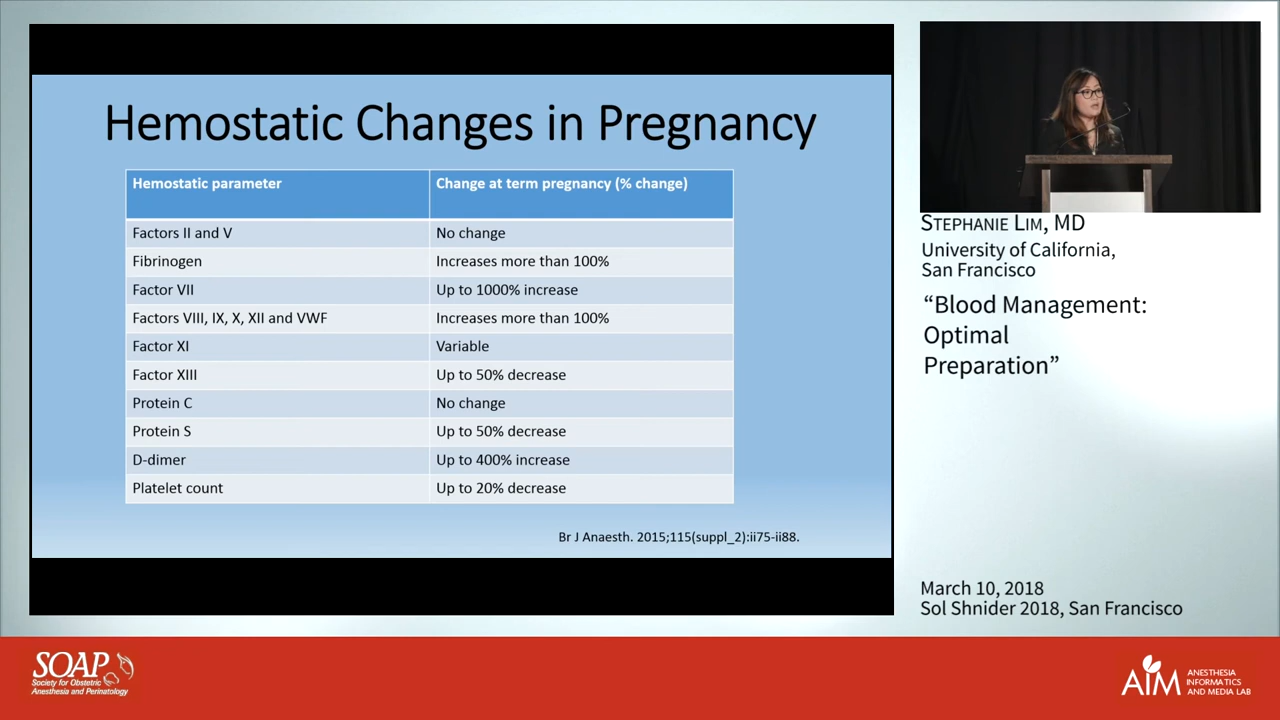 Hemostatic Changes in Pregnancy
Hemostatic parameter Change at term pregnancy (% change)
Factors II and V No change
Fibrinogen Increases more than 100%
Factor VII Up to 1000% increase
Factors VIII, IX, X, XII and VWF Increases more than 100%
Factor XI Variable
Factor XIII Up to 50% decrease
Protein C No change
Protein S Up to 50% decrease
D-dimer Up to 400% increase
Platelet count Up to 20% decrease
Br J Anaesth. 2015;115(suppl_2):ii75-ii88.
STEPHANIE LIM, MD
University of California,
San Francisco
“Blood Management:
Optimal
Preparation”
March 10, 2018
Sol Shnider 2018, San Francisco
SOAP
Society for Obstetric
Anesthesia and Perinatology
AIM
ANESTHESIA
INFORMATICS
AND MEDIA LAB